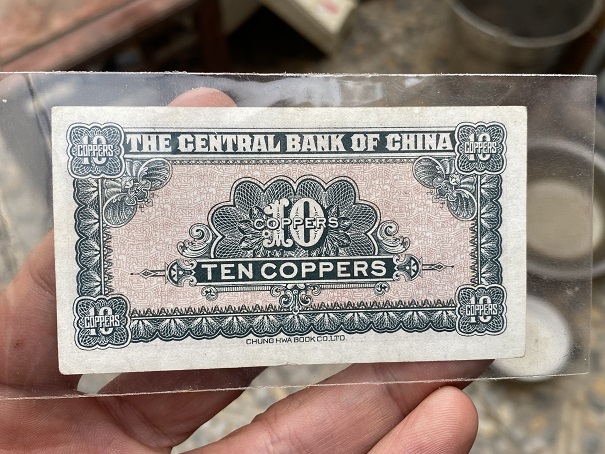 10 COPPERS THE CENTRAL BANK OF CHINA 10 COPPERS
10 COPPERS
TEN COPPERS
10 COPPERS 10 COPPERS
CHUNG HWA BOOK CO. LTD.